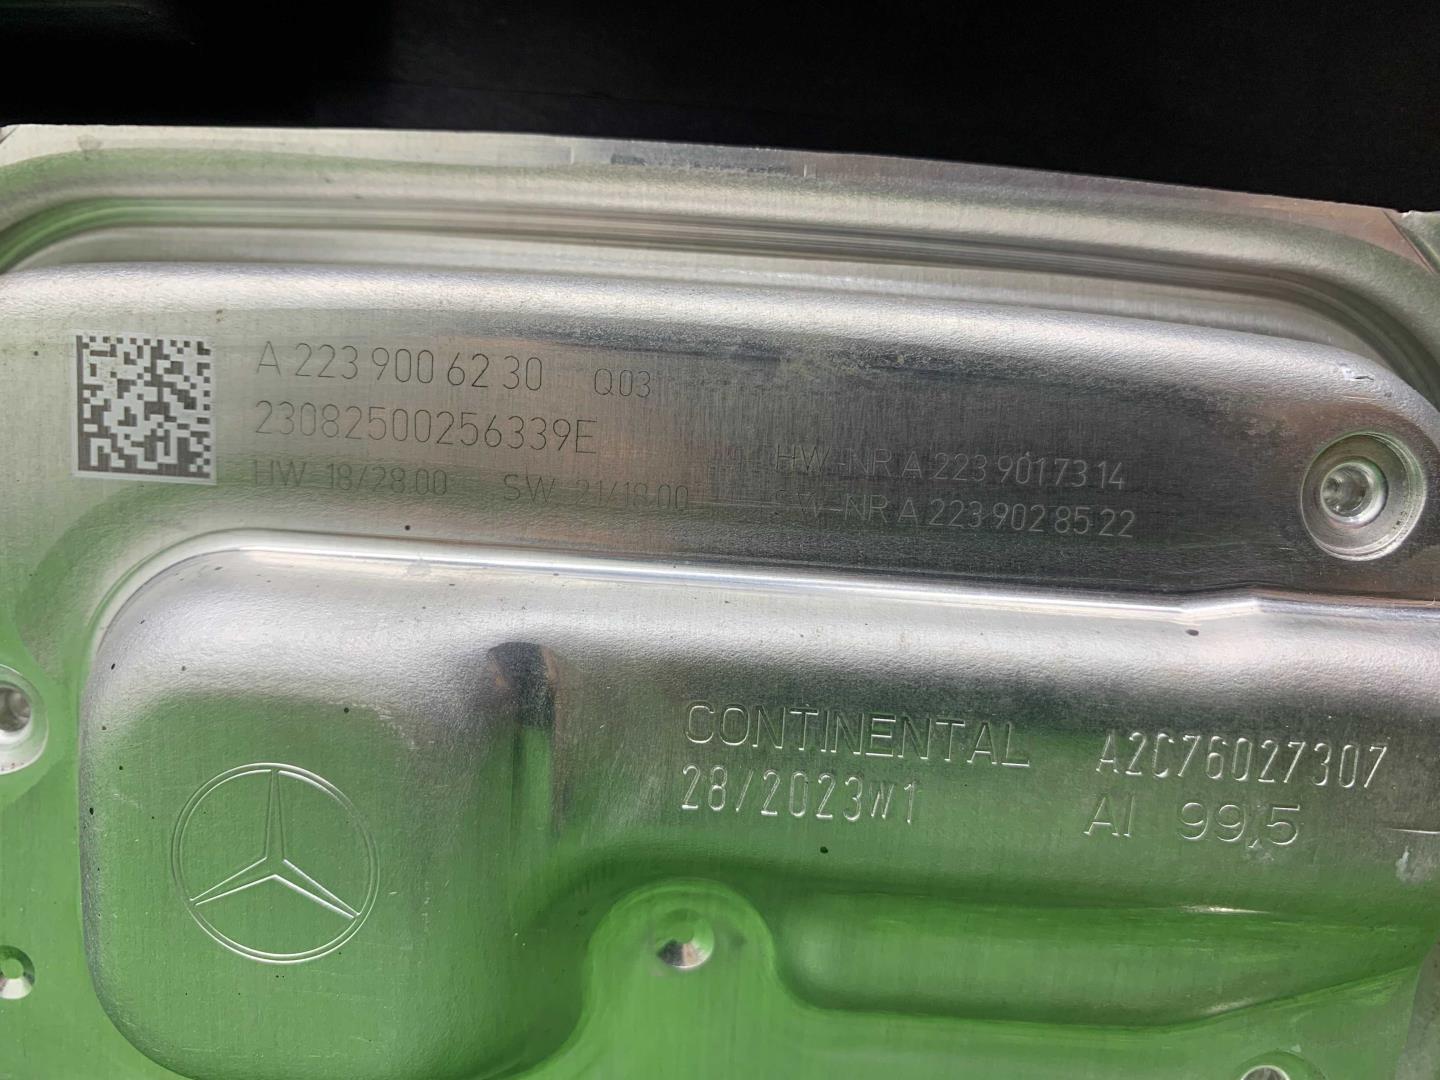 A 223 900 62 30 Q03
23082500256339E
HW 18/28.00 SW 21/18.00
HW-NR A 223 901 73 14
SW-NR A 223 902 85 22
CONTINENTAL A2C76027307
28/2023W1 Al 99,5